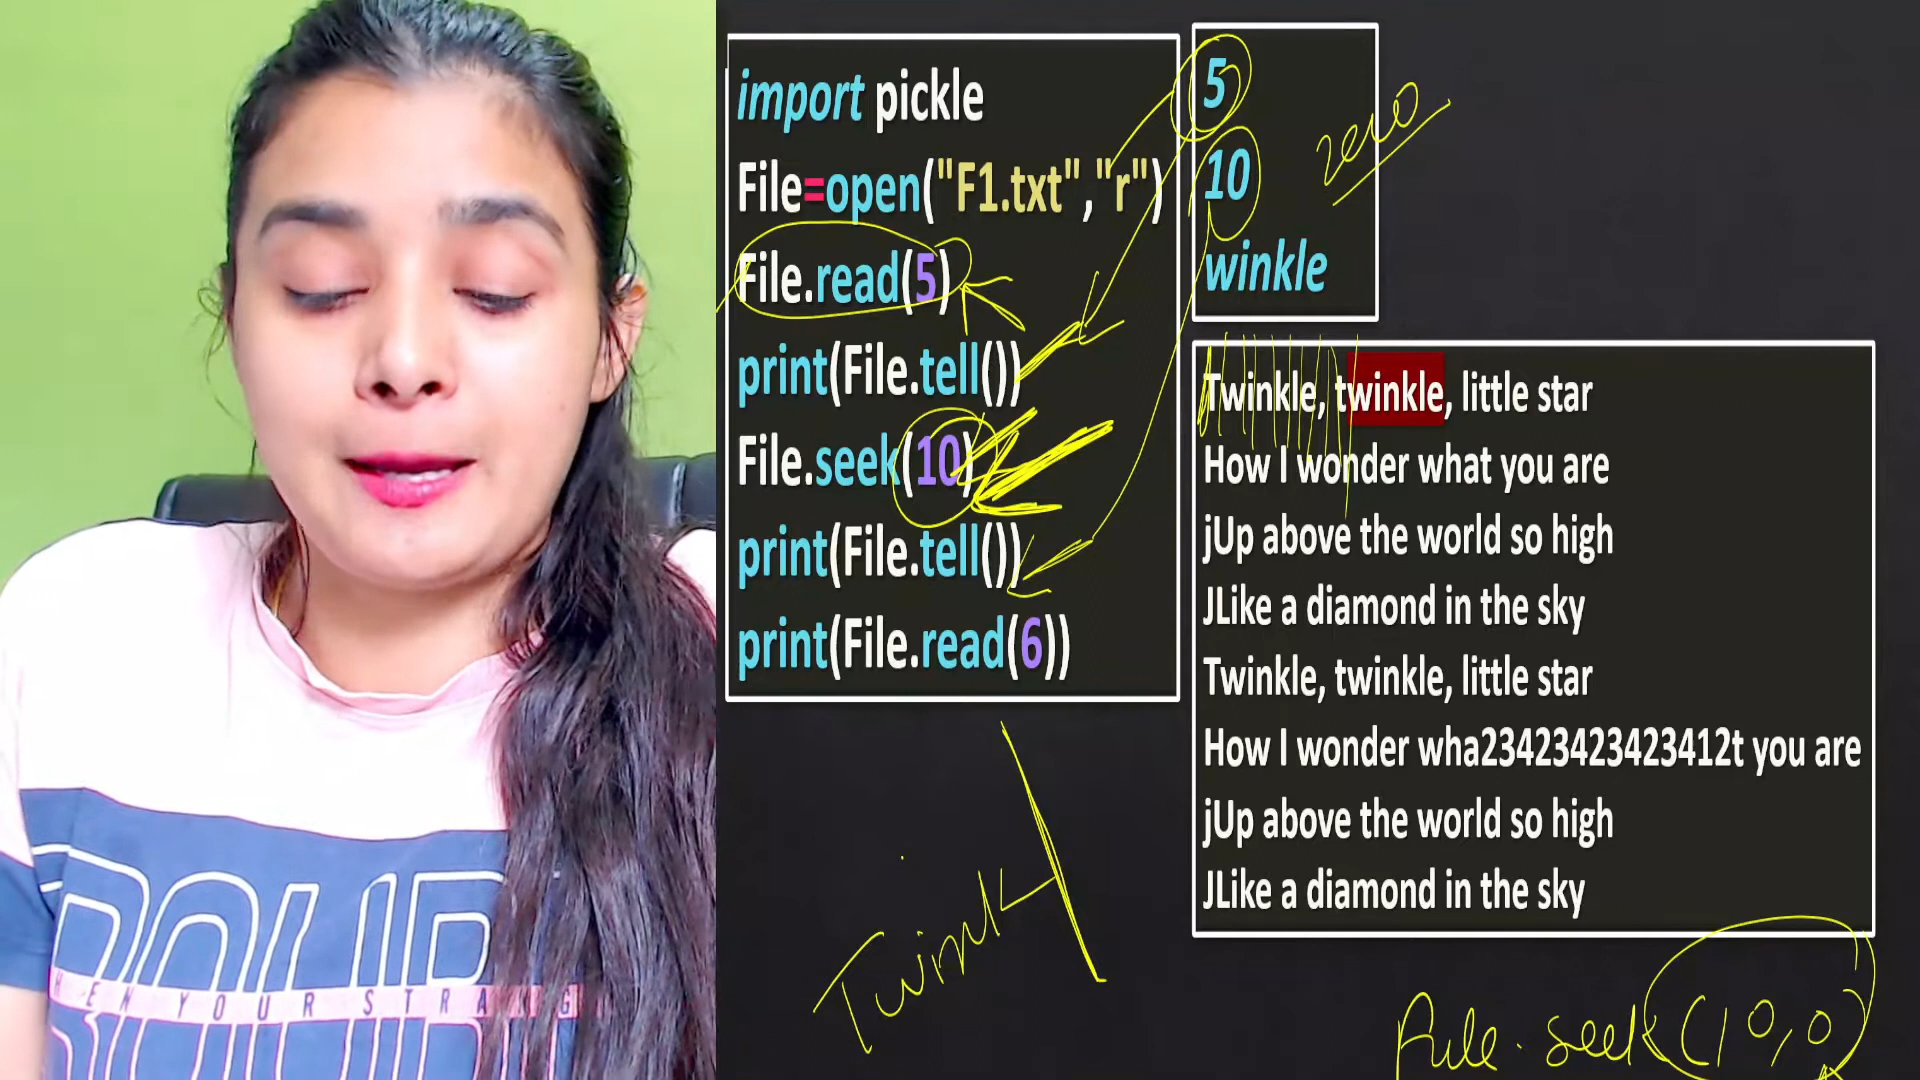 import pickle
File=open("F1.txt","r")
File.read(5)
print(File.tell())
File.seek(10)
print(File.tell())
print(File.read(6))
5
10
winkle
zero
Twinkle, twinkle, little star
How I wonder what you are
jUp above the world so high
JLike a diamond in the sky
Twinkle, twinkle, little star
How I wonder wha23423423423412t you are
jUp above the world so high
JLike a diamond in the sky
Twink
File.seek(10,0)
HEN YOUR STRA